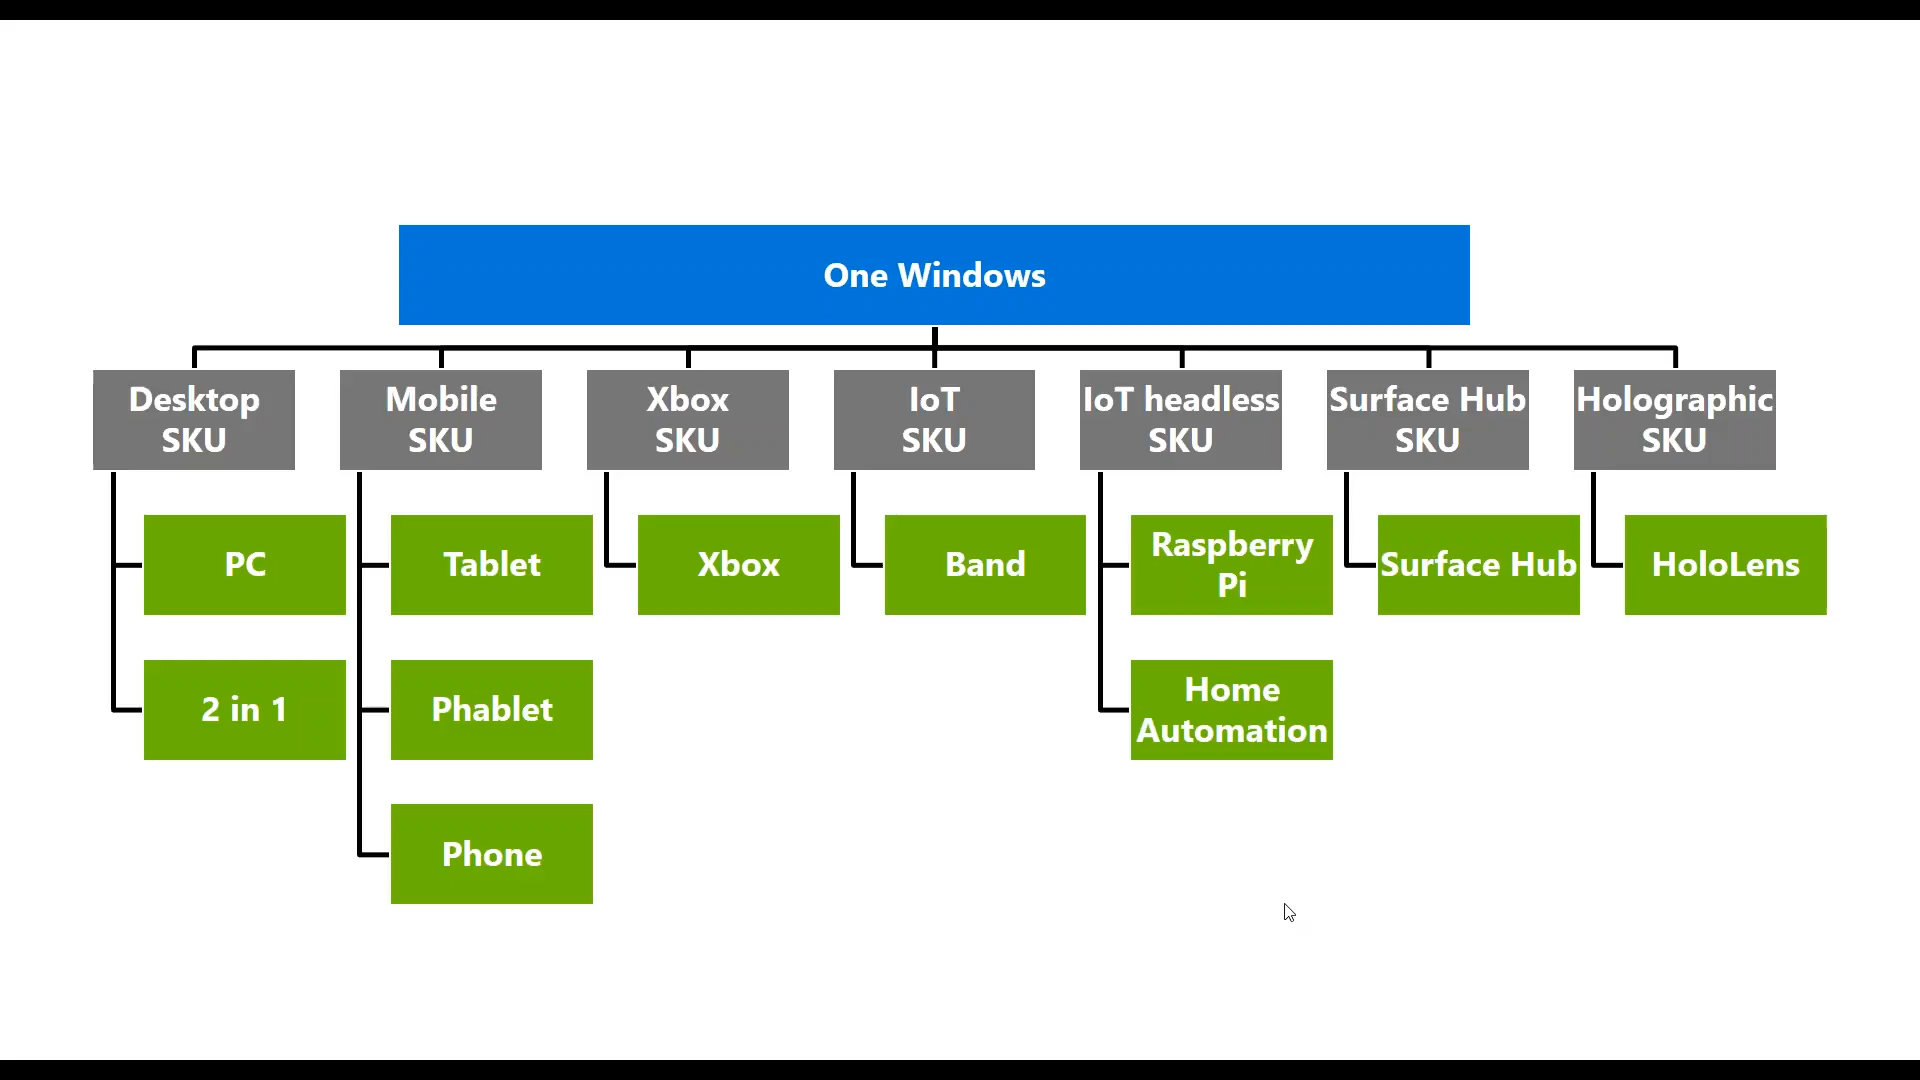 One Windows
Desktop
SKU
Mobile
SKU
Xbox
SKU
IoT
SKU
IoT headless
SKU
Surface Hub
SKU
Holographic
SKU
PC
Tablet
Xbox
Band
Raspberry
Pi
Surface Hub
HoloLens
2 in 1
Phablet
Home
Automation
Phone